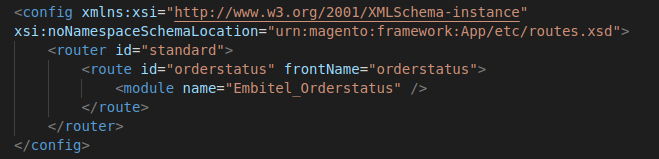 <config xmlns:xsi="http://www.w3.org/2001/XMLSchema-instance"
xsi:noNamespaceSchemaLocation="urn:magento:framework:App/etc/routes.xsd">
    <router id="standard">
        <route id="orderstatus" frontName="orderstatus">
            <module name="Embitel_Orderstatus" />
        </route>
    </router>
</config>